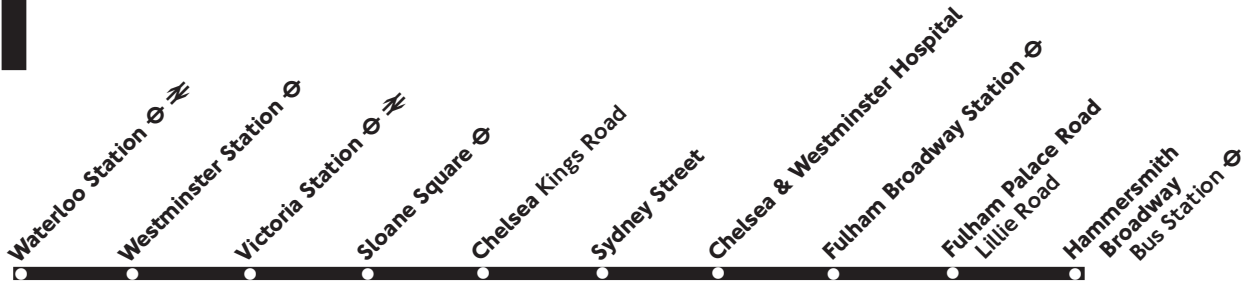 Waterloo Station
Westminster Station
Victoria Station
Sloane Square
Chelsea Kings Road
Sydney Street
Chelsea & Westminster Hospital
Fulham Broadway Station
Fulham Palace Road
Lillie Road
Hammersmith
Broadway
Bus Station